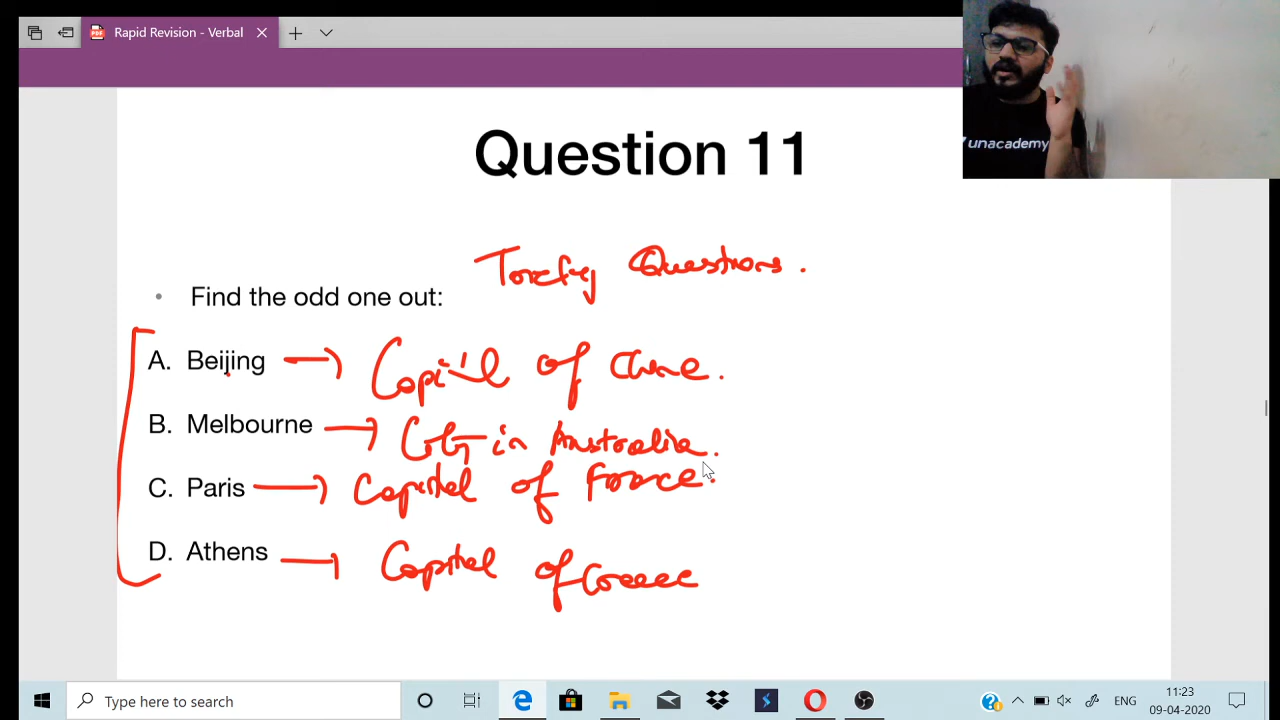 Rapid Revision - Verbal
unacademy
Question 11
Questions.
Find the odd one out:
A. Beijing → Capital of China.
B. Melbourne → City in Australia.
C. Paris → Capital of France.
D. Athens → Capital of Greece
Type here to search
ENG
11:23
09-04-2020